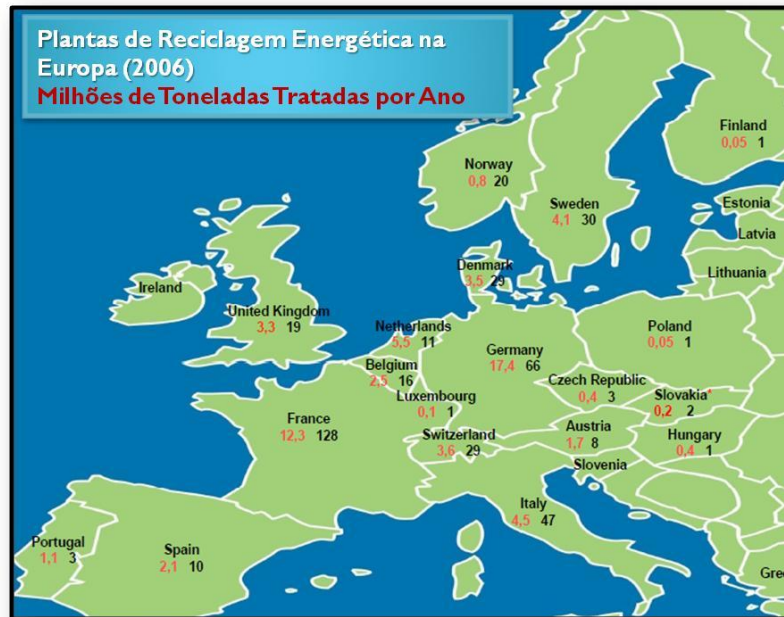 Plantas de Reciclagem Energética na
Europa (2006)
Milhões de Toneladas Tratadas por Ano
Finland
0,05 1
Norway
0,8 20
Sweden
4,1 30
Estonia
Latvia
Lithuania
Denmark
3,5 29
Ireland
United Kingdom
3,3 19
Netherlands
5,5 11
Poland
0,05 1
Germany
17,4 66
Belgium
2,5 16
Czech Republic
0,4 3
Slovakia*
0,2 2
Luxembourg
0,1 1
France
12,3 128
Austria
1,7 8
Hungary
0,4 1
Switzerland
3,6 29
Slovenia
Italy
4,5 47
Portugal
1,1 3
Spain
2,1 10
Gree